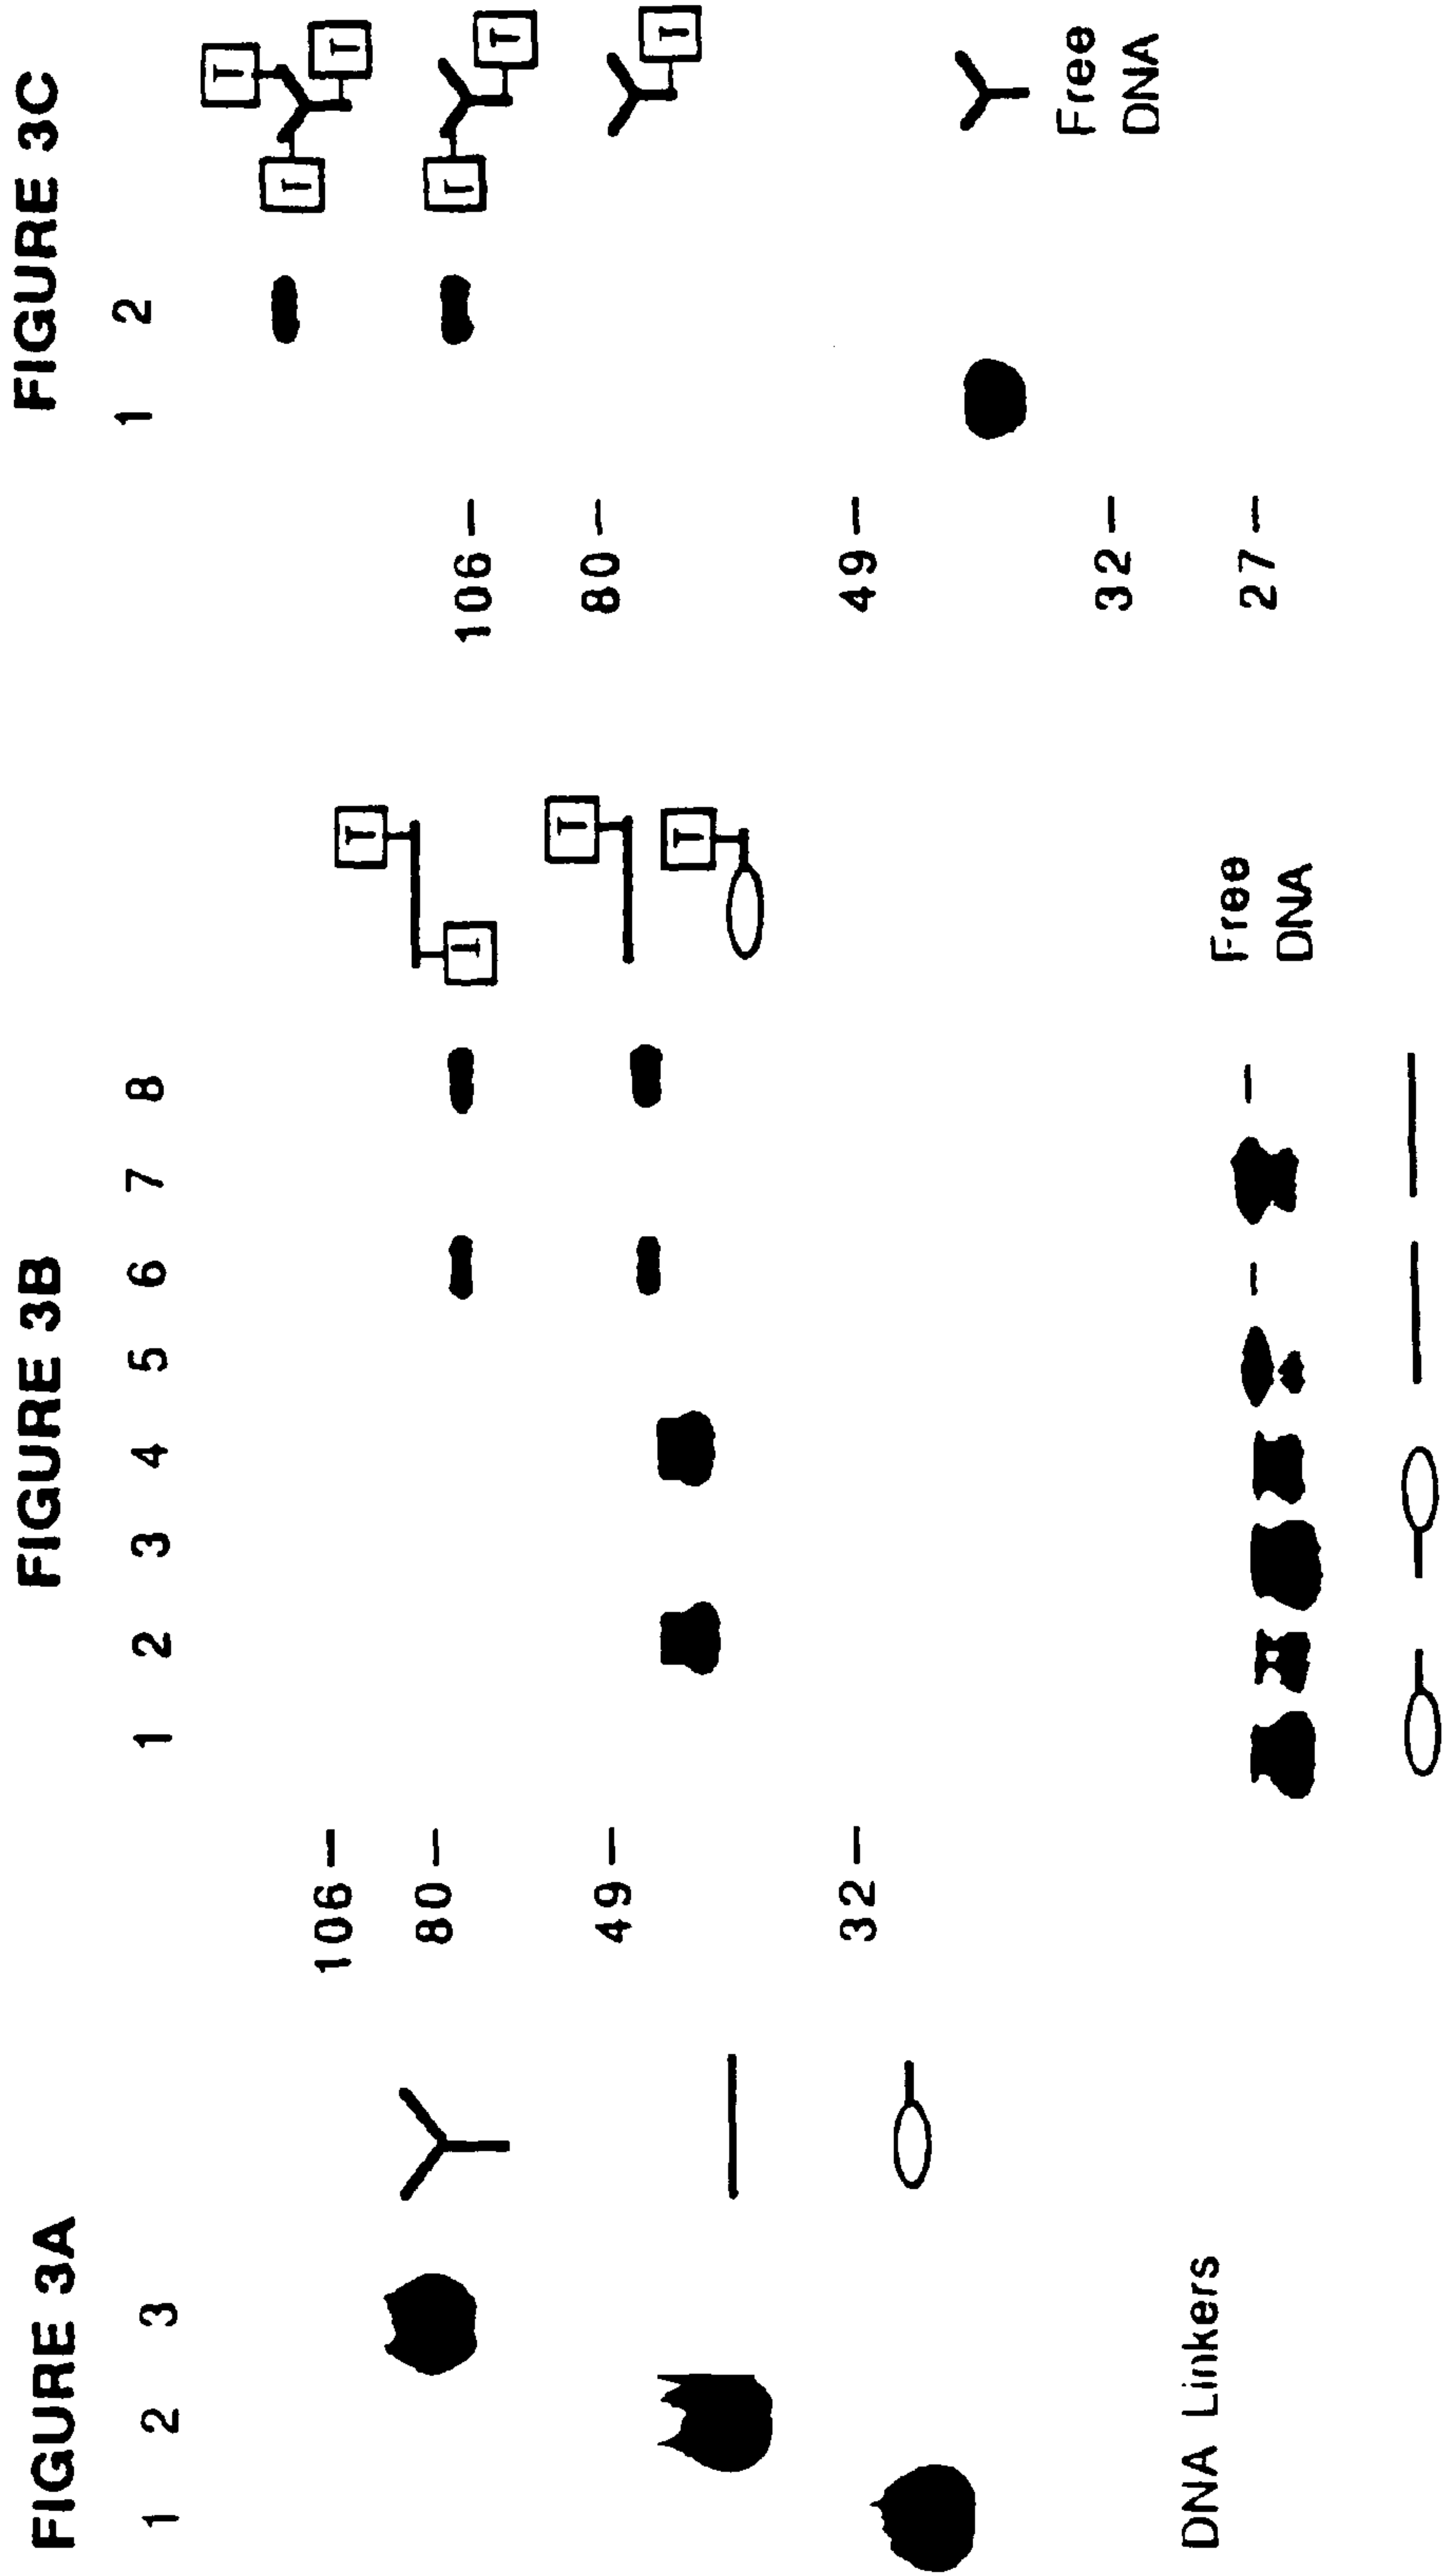 FIGURE 3A
1 2 3
DNA Linkers
FIGURE 3B
1 2 3 4 5 6 7 8
106 –
80 –
49 –
32 –
T
T
T
T
Free
DNA
FIGURE 3C
1 2
106 –
80 –
49 –
32 –
27 –
T
T
T
T
T
T
Free
DNA